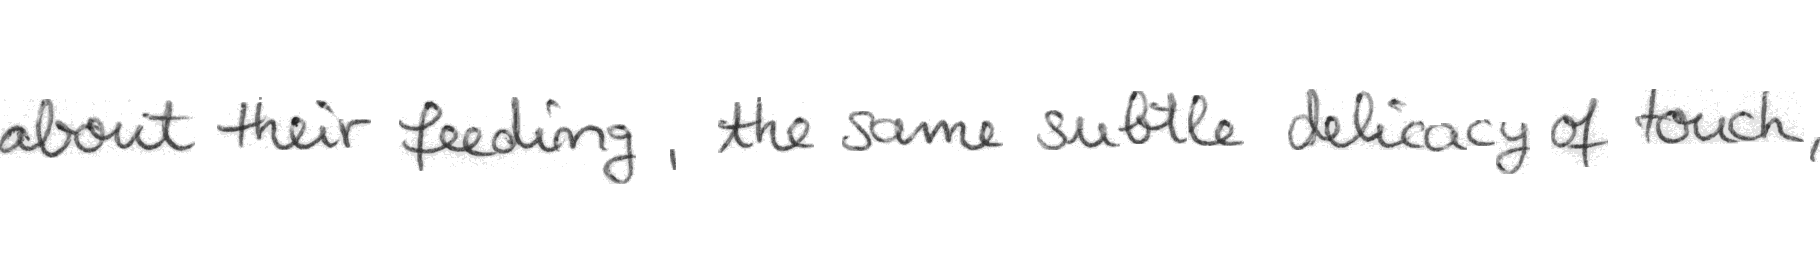 about their feeding, the same subtle delicacy of touch,